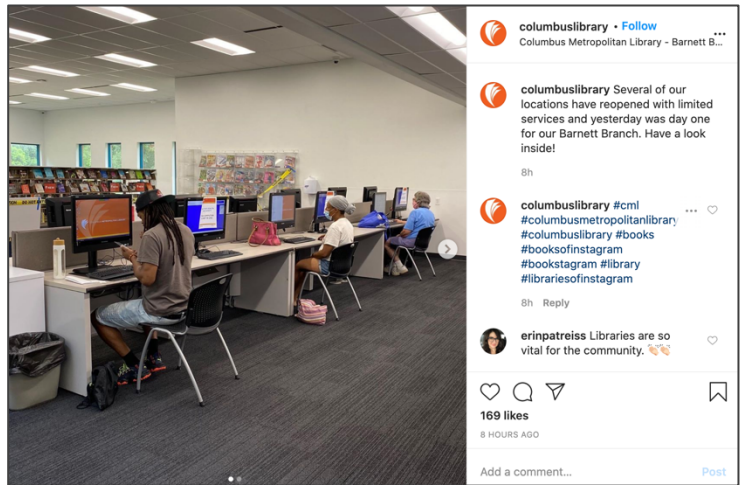 columbuslibrary • Follow
Columbus Metropolitan Library - Barnett B...
columbuslibrary Several of our
locations have reopened with limited
services and yesterday was day one
for our Barnett Branch. Have a look
inside!
8h
columbuslibrary #cml
#columbusmetropolitanlibrary
#columbuslibrary #books
#booksofinstagram
#bookstagram #library
#librariesofinstagram
8h Reply
erinpatreiss Libraries are so
vital for the community. 👏🏻👏🏻
169 likes
8 HOURS AGO
Add a comment... Post